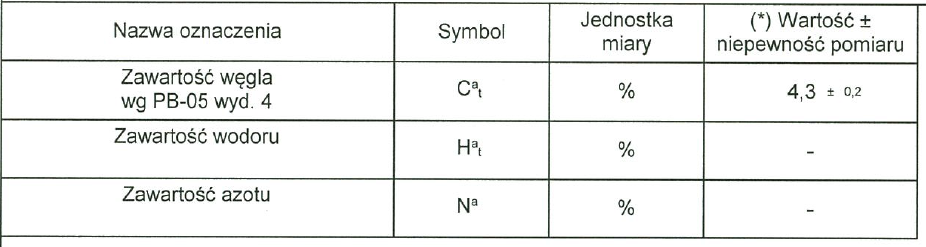 Nazwa oznaczenia
Symbol
Jednostka
miary
(*) Wartość ±
niepewność pomiaru
Zawartość węgla
wg PB-05 wyd. 4
Cᵃt
%
4,3 ± 0,2
Zawartość wodoru
Hᵃt
%
-
Zawartość azotu
Nᵃ
%
-